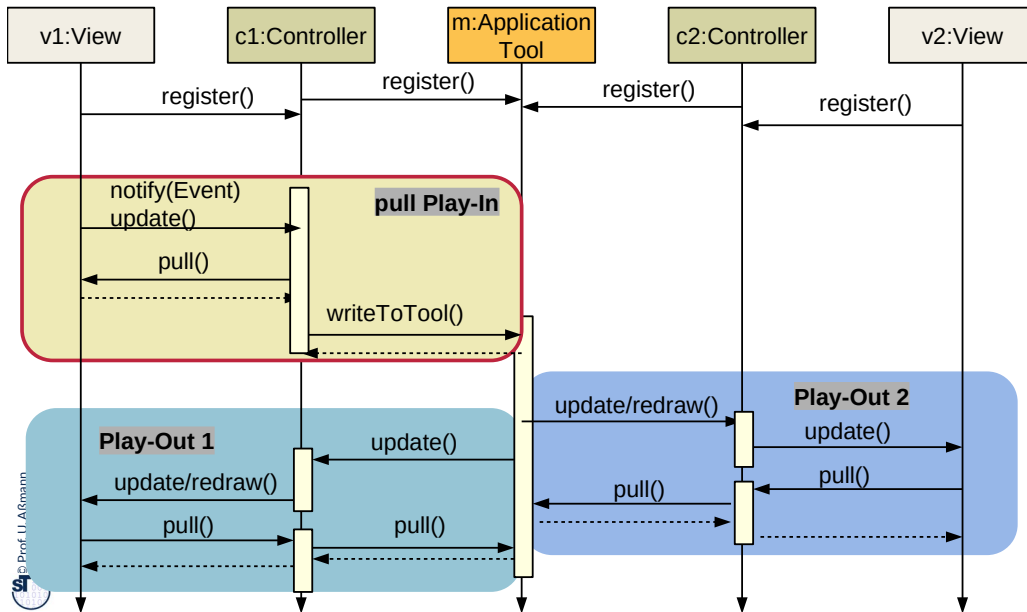 v1:View
c1:Controller
m:Application
Tool
c2:Controller
v2:View
register()
register()
register()
register()
notify(Event)
update()
pull Play-In
pull()
writeToTool()
Play-Out 2
update/redraw()
update()
Play-Out 1
update()
update/redraw()
pull()
pull()
pull()
pull()
© Prof. U. Aßmann
ST